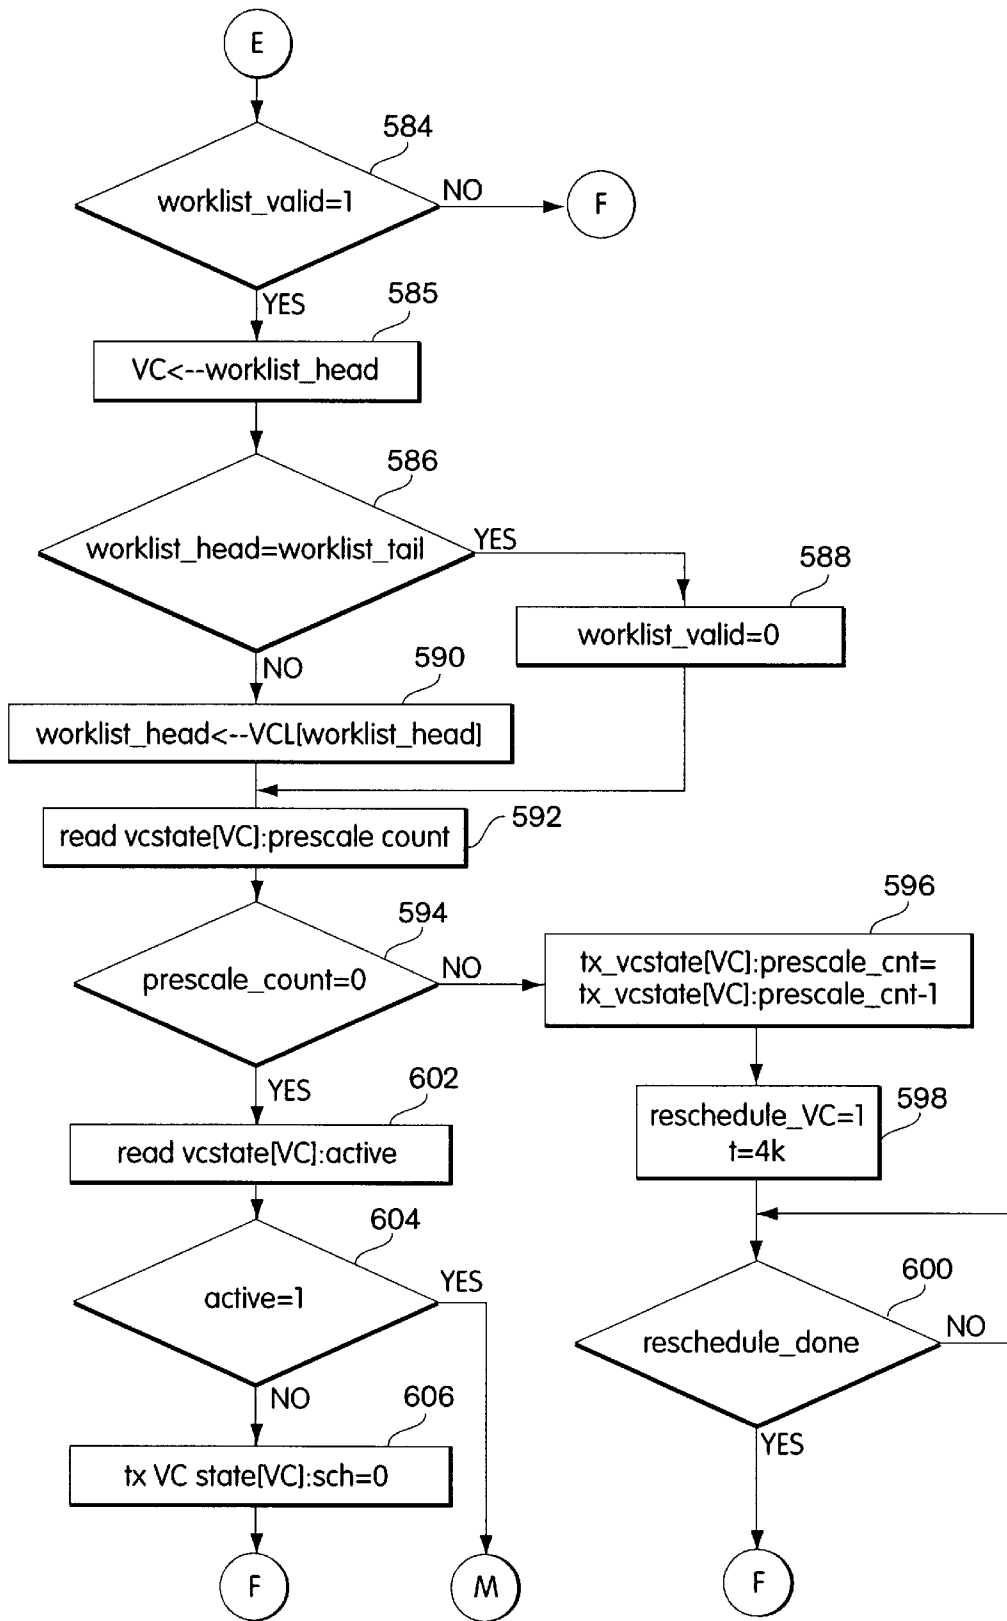 E
584
worklist_valid=1
NO
F
YES
585
VC<--worklist_head
586
worklist_head=worklist_tail
YES
588
worklist_valid=0
NO
590
worklist_head<--VCL[worklist_head]
592
read vcstate[VC]:prescale count
594
prescale_count=0
NO
596
tx_vcstate[VC]:prescale_cnt=
tx_vcstate[VC]:prescale_cnt-1
YES
602
read vcstate[VC]:active
598
reschedule_VC=1
t=4k
604
active=1
YES
600
reschedule_done
NO
NO
606
tx VC state[VC]:sch=0
YES
F
M
F